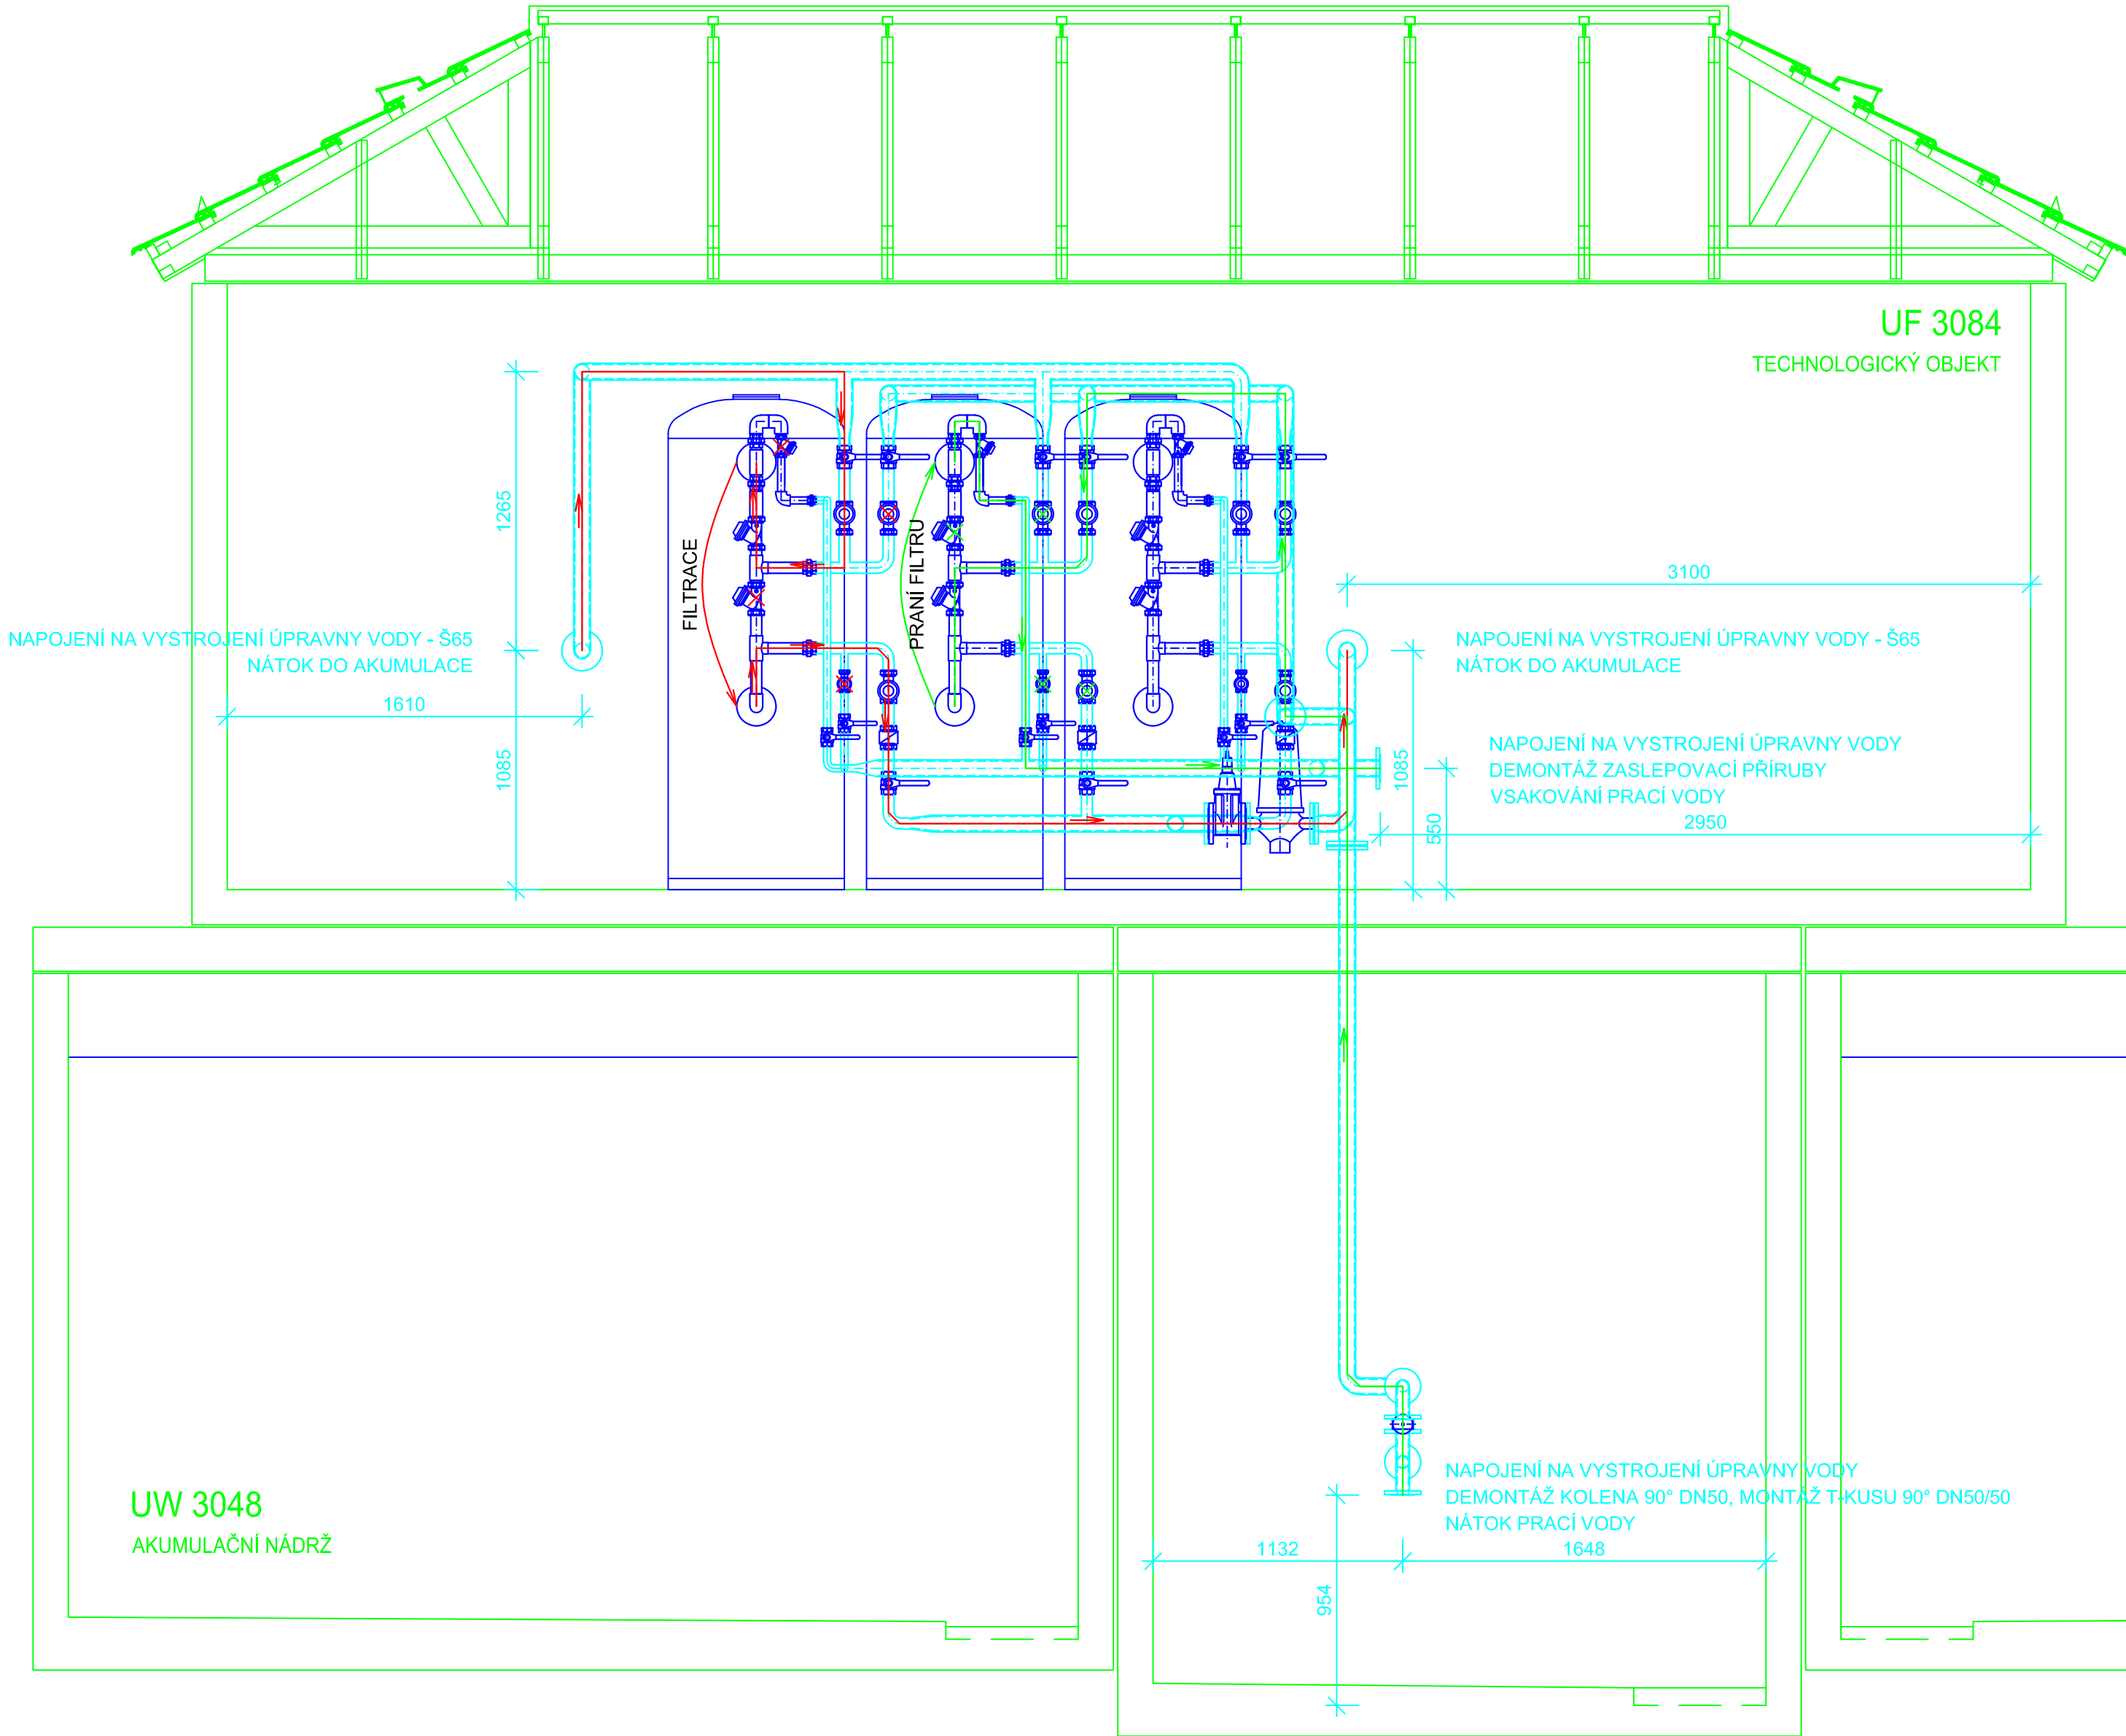 UF 3084
TECHNOLOGICKÝ OBJEKT
1265
FILTRACE
PRANÍ FILTRU
3100
NAPOJENÍ NA VYSTROJENÍ ÚPRAVNY VODY - Š65
NÁTOK DO AKUMULACE
NAPOJENÍ NA VYSTROJENÍ ÚPRAVNY VODY - Š65
NÁTOK DO AKUMULACE
1610
1085
1085
550
NAPOJENÍ NA VYSTROJENÍ ÚPRAVNY VODY
DEMONTÁŽ ZASLEPOVACÍ PŘÍRUBY
VSAKOVÁNÍ PRACÍ VODY
2950
UW 3048
AKUMULAČNÍ NÁDRŽ
NAPOJENÍ NA VYSTROJENÍ ÚPRAVNY VODY
DEMONTÁŽ KOLENA 90° DN50, MONTÁŽ T-KUSU 90° DN50/50
NÁTOK PRACÍ VODY
1132
1648
954